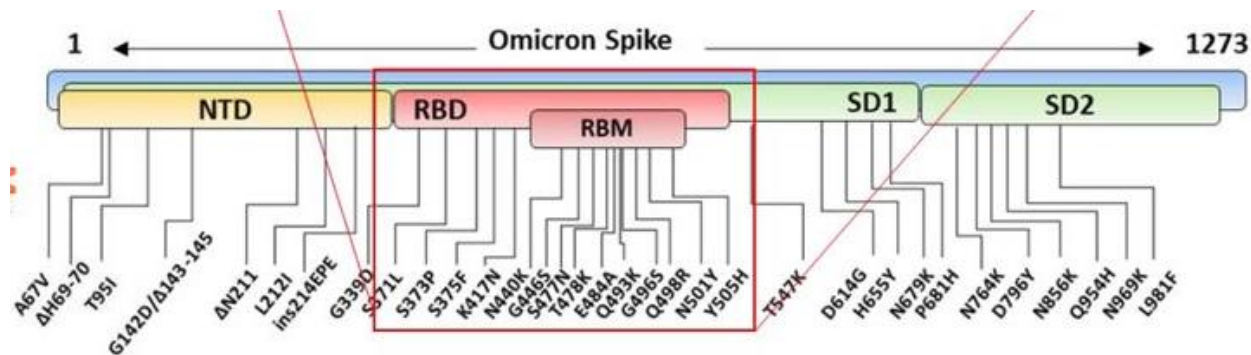 1 Omicron Spike 1273
NTD RBD RBM SD1 SD2
A67V
ΔH69-70
T95I
G142D/Δ143-145
ΔN211
L212I
ins214EPE
G339D
S371L
S373P
S375F
K417N
N440K
G446S
S477N
T478K
E484A
Q493K
G496S
Q498R
N501Y
Y505H
T547K
D614G
H655Y
N679K
P681H
N764K
D796Y
N856K
Q954H
N969K
L981F